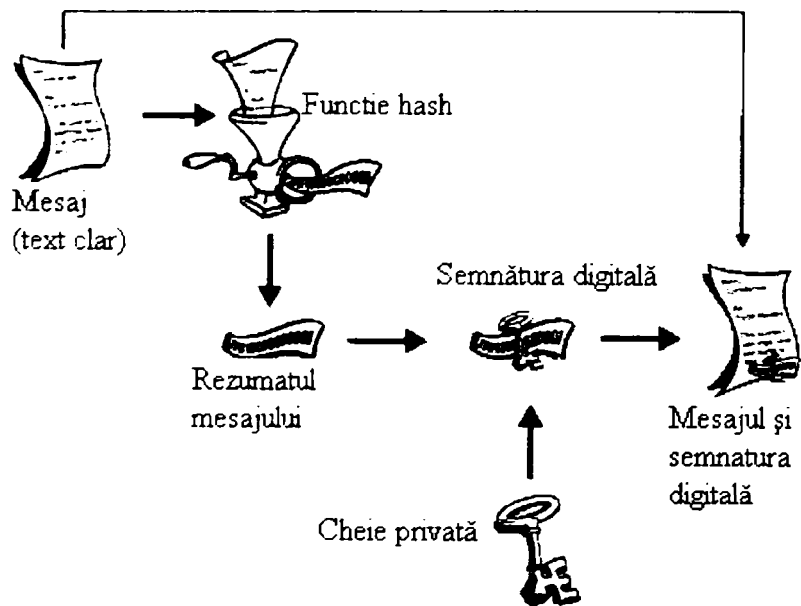 Functie hash
Mesaj
(text clar)
Semnătura digitală
Rezumatul
mesajului
Mesajul şi
semnatura
digitală
Cheie privată